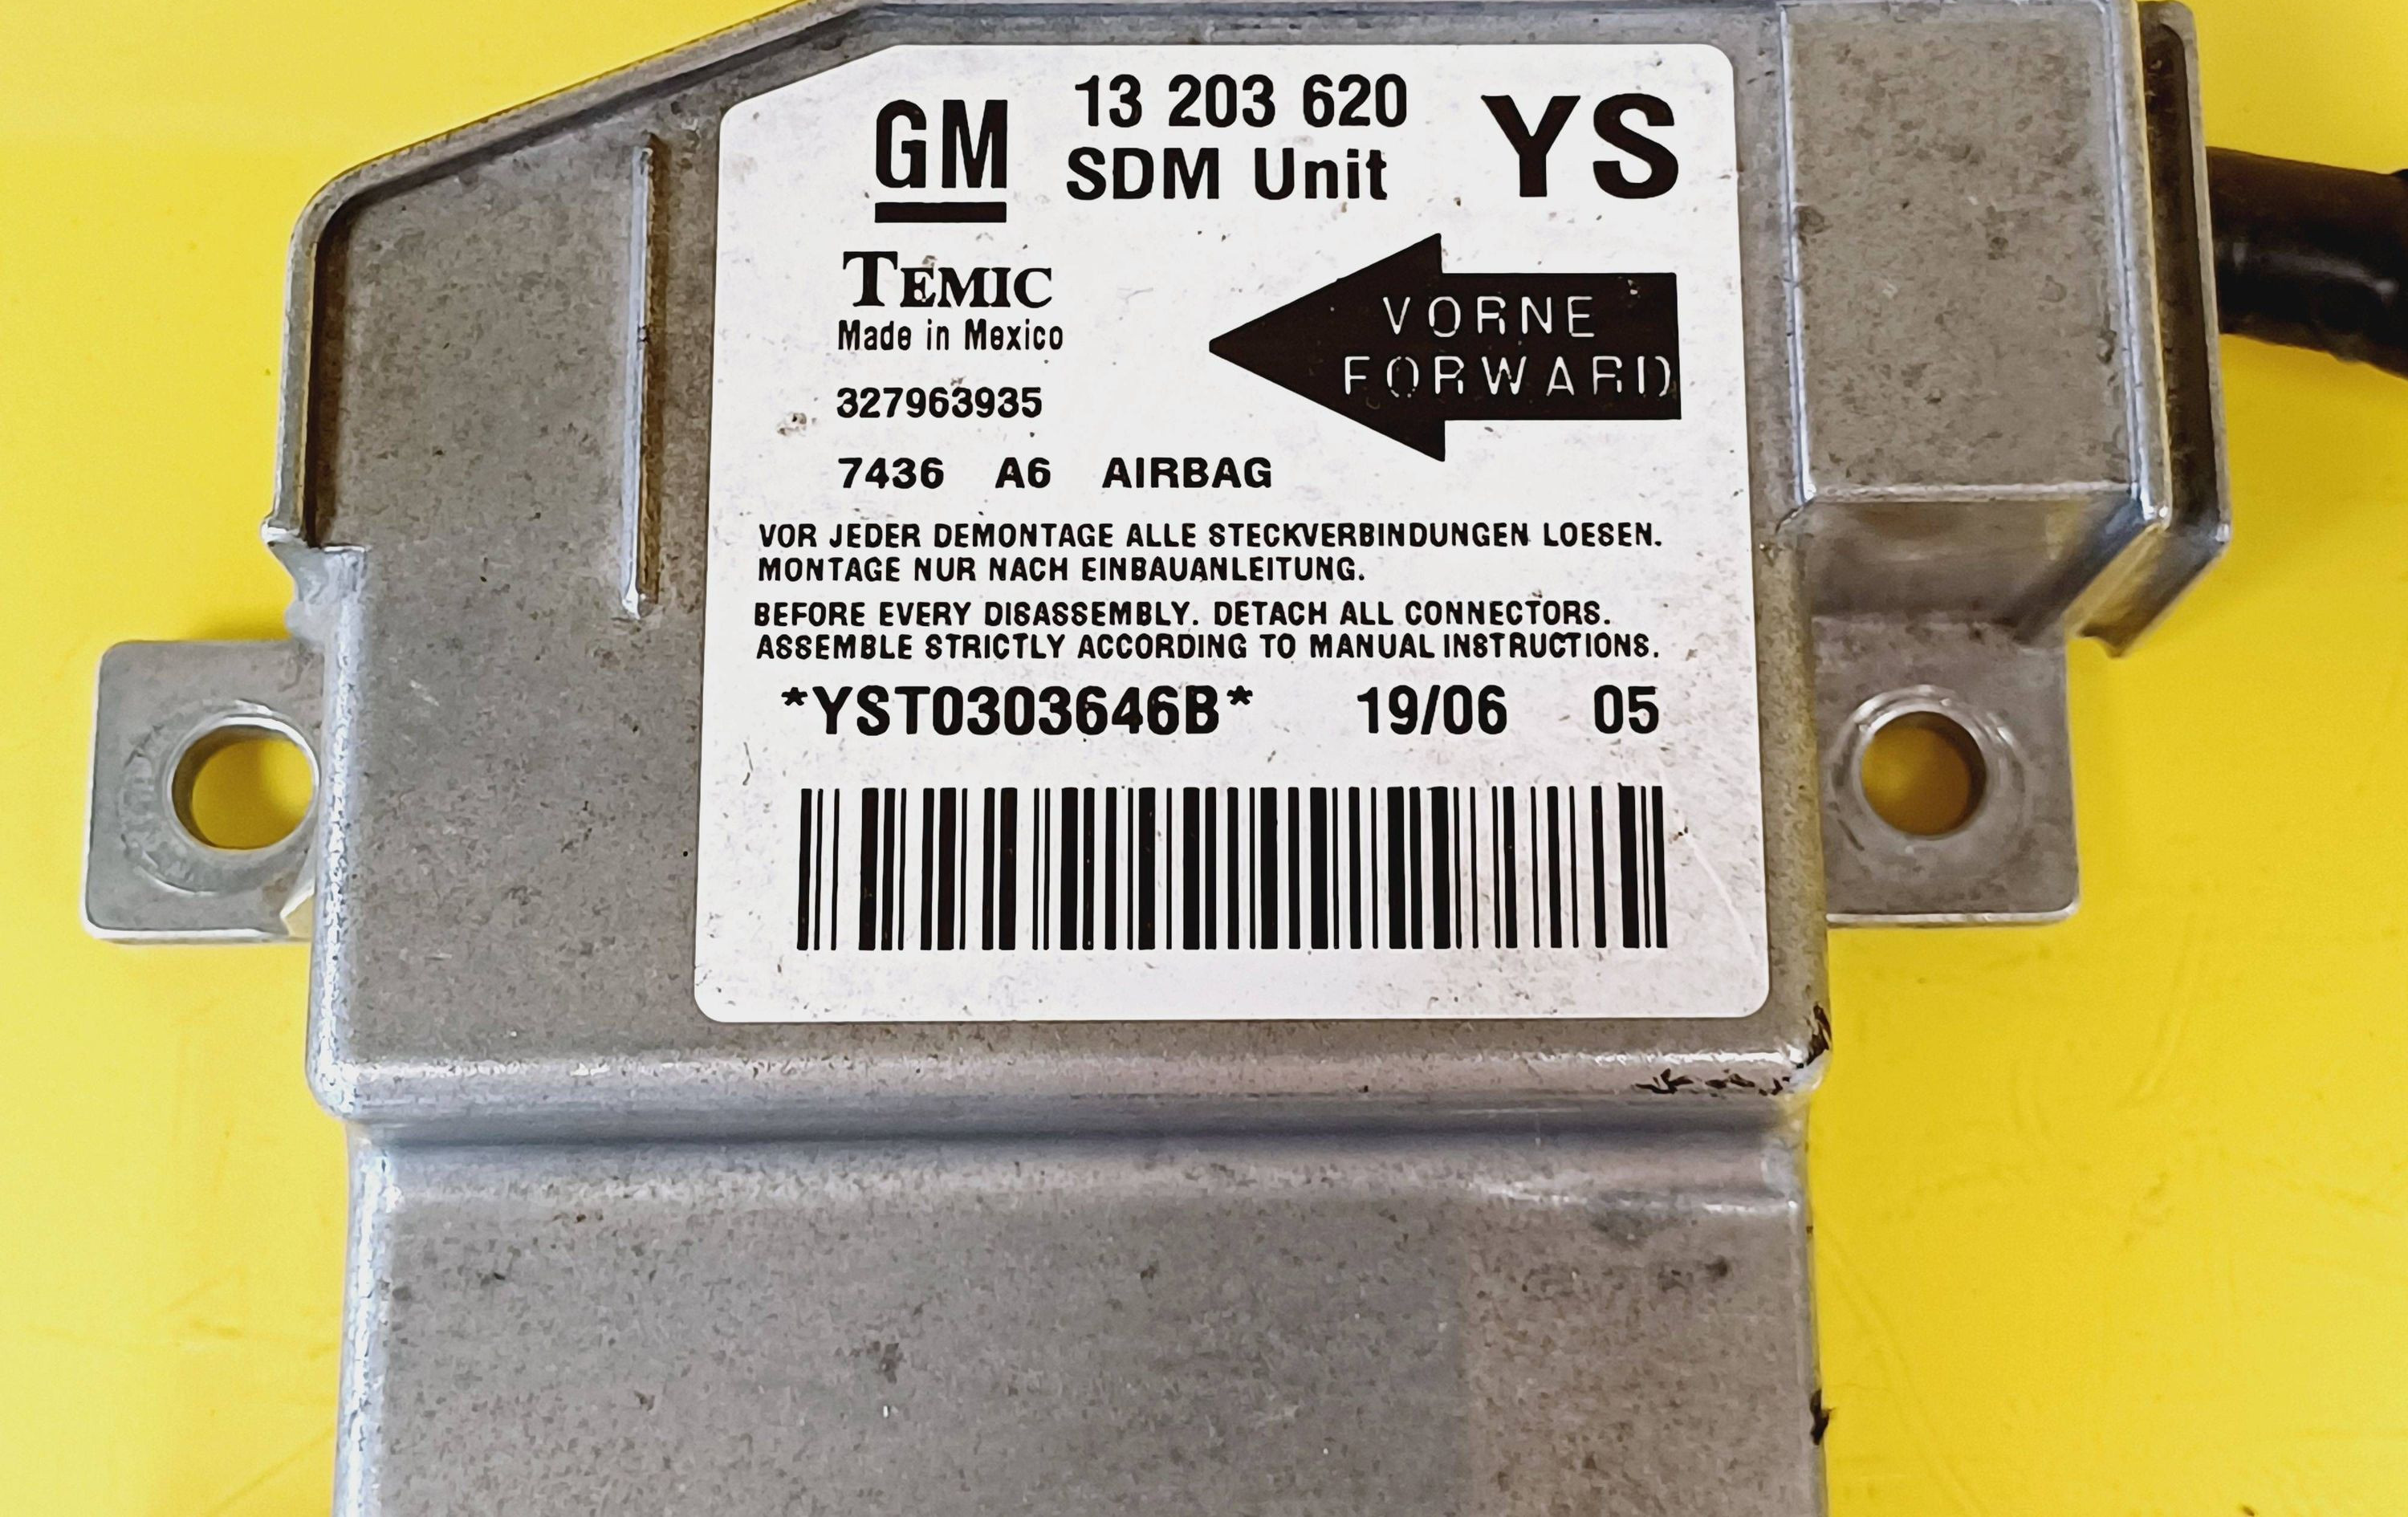 GM 13 203 620 YS
SDM Unit
TEMIC
Made in Mexico
VORNE
FORWARD
327963935
7436 A6 AIRBAG
VOR JEDER DEMONTAGE ALLE STECKVERBINDUNGEN LOESEN.
MONTAGE NUR NACH EINBAUANLEITUNG.
BEFORE EVERY DISASSEMBLY. DETACH ALL CONNECTORS.
ASSEMBLE STRICTLY ACCORDING TO MANUAL INSTRUCTIONS.
*YST0303646B* 19/06 05